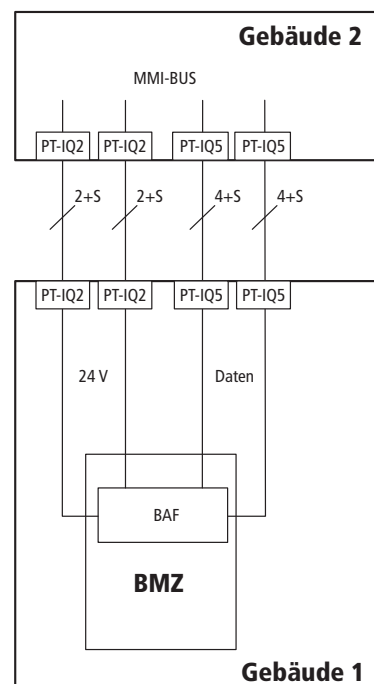 Gebäude 2
MMI-BUS
PT-IQ2 PT-IQ2 PT-IQ5 PT-IQ5
2+S 2+S 4+S 4+S
PT-IQ2 PT-IQ2 PT-IQ5 PT-IQ5
24 V Daten
BAF
BMZ
Gebäude 1